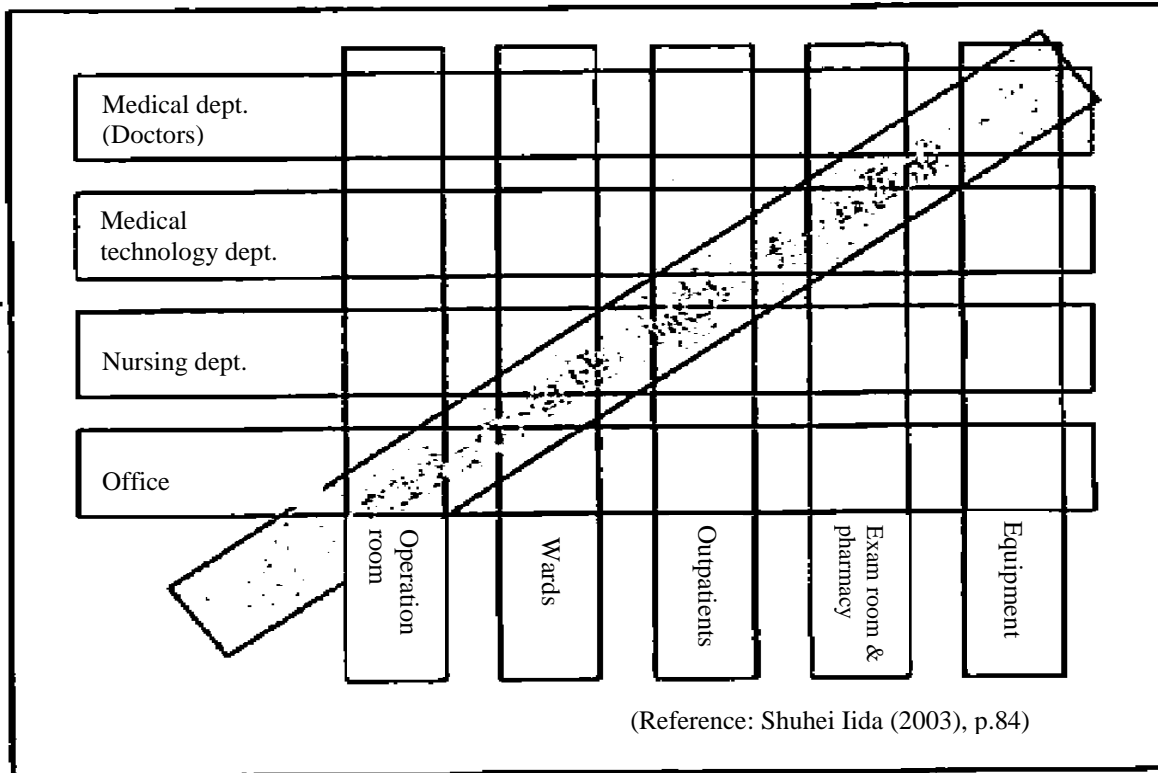 Medical dept.
(Doctors)
Medical
technology dept.
Nursing dept.
Office
Operation
room
Wards
Outpatients
Exam room &
pharmacy
Equipment
(Reference: Shuhei Iida (2003), p.84)